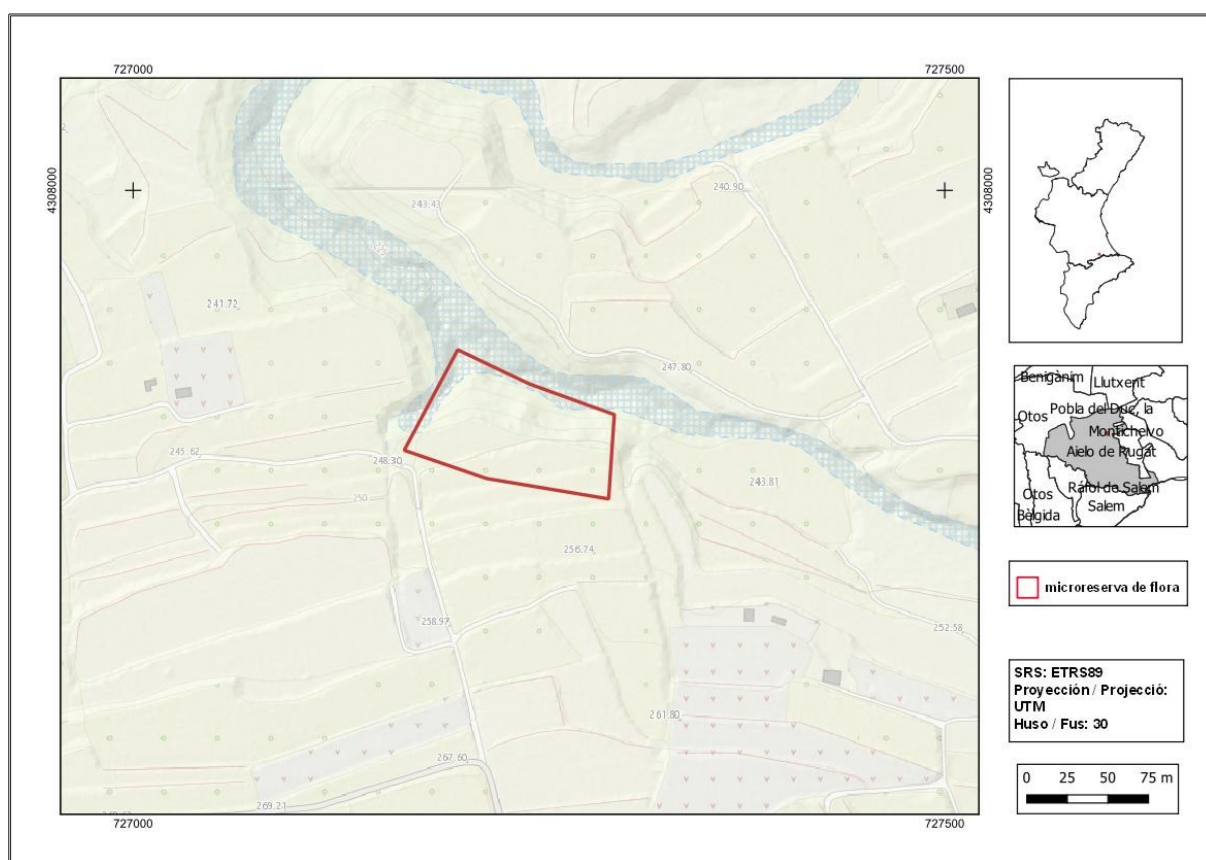 727000
727500
4308000
4308000
240.90
243.43
241.72
247.80
245.62
248.30
250
243.81
256.74
258.97
252.58
261.80
267.60
269.21
727000
727500
Beniganim
Llutxent
Pobla del Duc, la
Otos
Montichelvo
Aielo de Rugat
Ráfol de Salem
Otos
Salem
Bèlgida
microreserva de flora
SRS: ETRS89
Proyección / Projecció:
UTM
Huso / Fus: 30
0 25 50 75 m